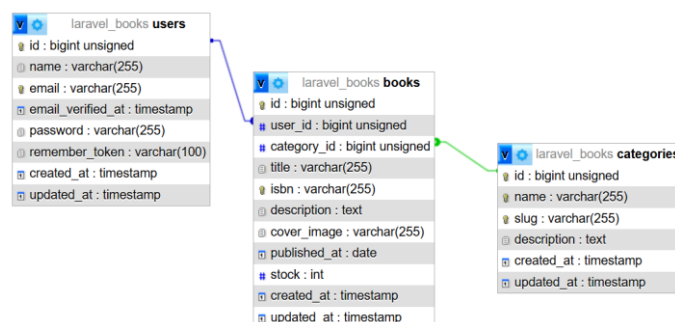 laravel_books users
id : bigint unsigned
name : varchar(255)
email : varchar(255)
email_verified_at : timestamp
password : varchar(255)
remember_token : varchar(100)
created_at : timestamp
updated_at : timestamp
laravel_books books
id : bigint unsigned
user_id : bigint unsigned
category_id : bigint unsigned
title : varchar(255)
isbn : varchar(255)
description : text
cover_image : varchar(255)
published_at : date
stock : int
created_at : timestamp
updated_at : timestamp
laravel_books categories
id : bigint unsigned
name : varchar(255)
slug : varchar(255)
description : text
created_at : timestamp
updated_at : timestamp